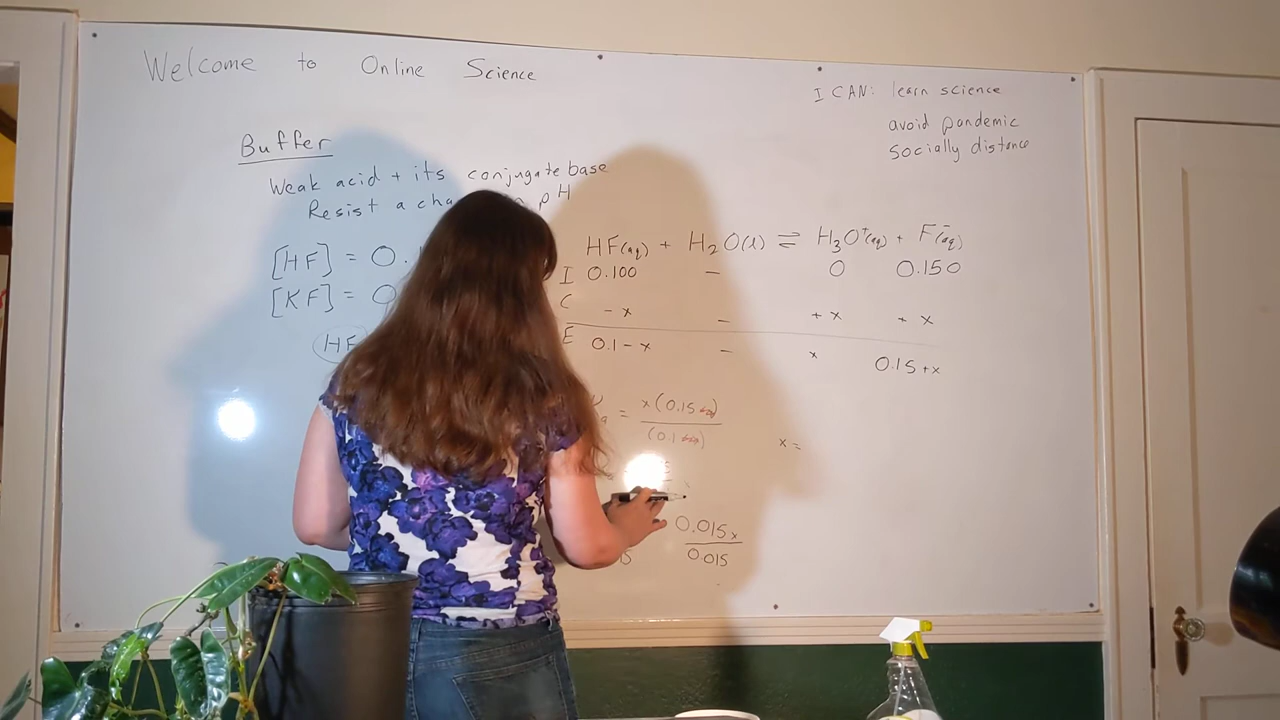 Welcome to Online Science
I CAN: learn science
avoid pandemic
socially distance
Buffer
Weak acid + its conjugate base
Resist a pH
[HF] = 0.
[KF] = 0
HF
HF(aq) + H₂O(l) ⇌ H₃O⁺(aq) + F⁻(aq)
I 0.100 - 0 0.150
C - x - + x + x
E 0.1 - x - x 0.15 + x
= x(0.15 )/(0.1 )
x =
0.015x/0.015